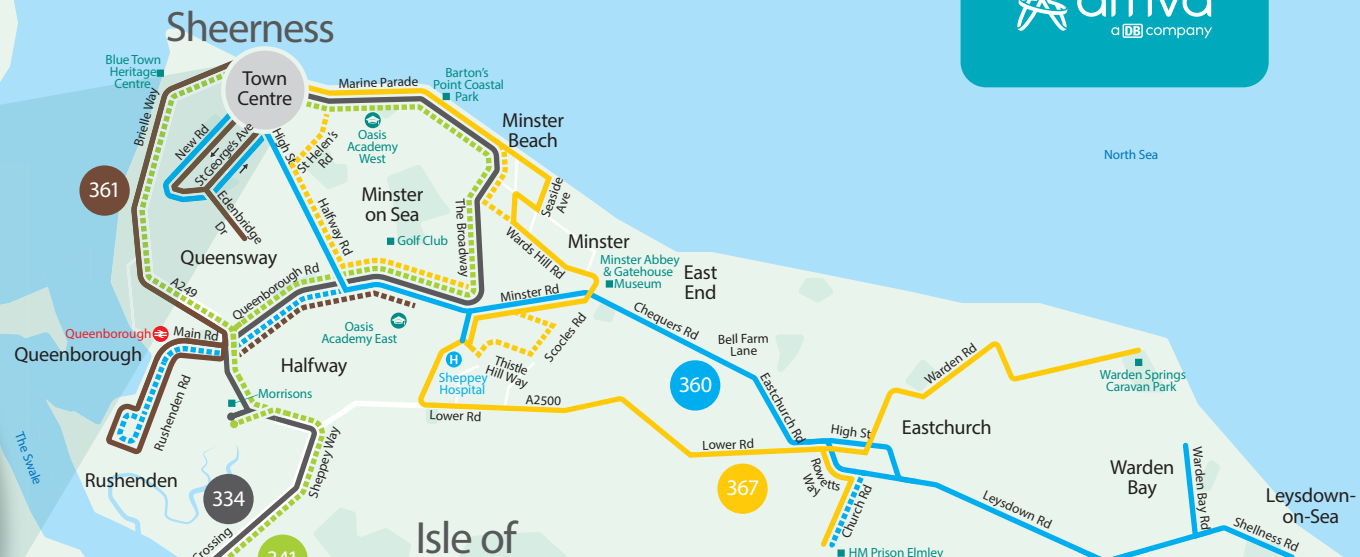 arriva
a DB company
Sheerness
Blue Town
Heritage
Centre
Town
Centre
Marine Parade
Barton's
Point Coastal
Park
Minster
Beach
North Sea
Brielle Way
New Rd
St George's Ave
High St
St Helen's
Rd
Oasis
Academy
West
361
Edenbridge
Dr
Minster
on Sea
Golf Club
Halfway Rd
The Broadway
Seaside
Ave
Wards Hill Rd
Minster
Minster Abbey
& Gatehouse
Museum
East
End
Queensway
A249
Queenborough Rd
Minster Rd
Chequers Rd
Queenborough
Main Rd
Queenborough
Oasis
Academy East
Scocles Rd
Bell Farm
Lane
Halfway
Sheppey
Hospital
H
Thistle
Hill Way
360
Warden Rd
Warden Springs
Caravan Park
Rushenden Rd
Morrisons
Lower Rd
A2500
Eastchurch Rd
High St
Eastchurch
The Swale
Rushenden
Sheppey Way
Lower Rd
Rowetts
Way
334
367
Church Rd
Leysdown Rd
Warden
Bay
Warden Bay Rd
Leysdown-
on-Sea
Shellness Rd
Crossing
341
Isle of
HM Prison Elmley